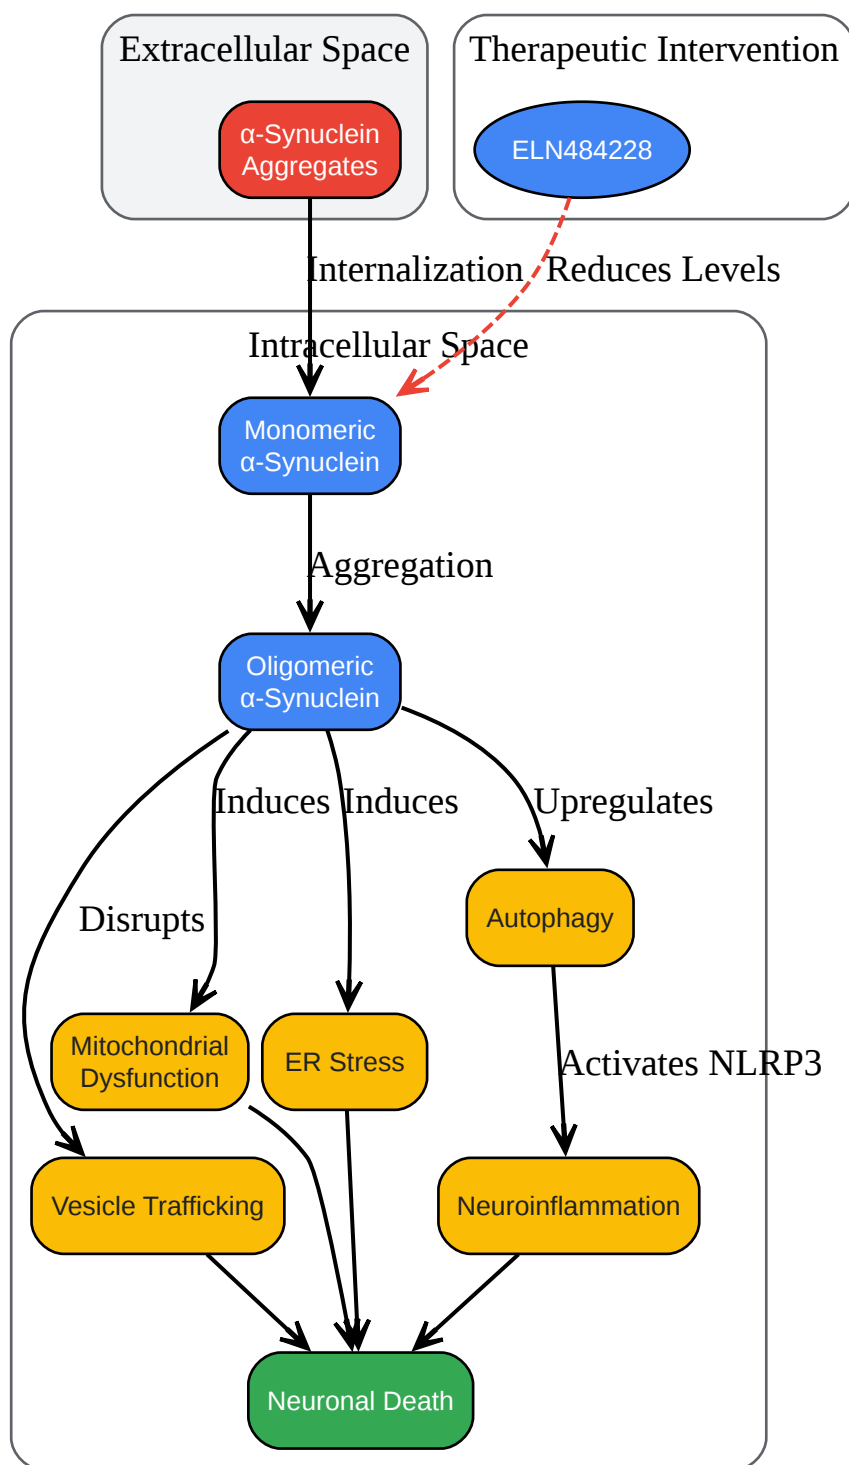 Extracellular Space
Therapeutic Intervention
α-Synuclein
Aggregates
ELN484228
Internalization
Reduces Levels
Intracellular Space
Monomeric
α-Synuclein
Aggregation
Oligomeric
α-Synuclein
Induces
Induces
Upregulates
Disrupts
Autophagy
Mitochondrial
Dysfunction
ER Stress
Activates NLRP3
Vesicle Trafficking
Neuroinflammation
Neuronal Death